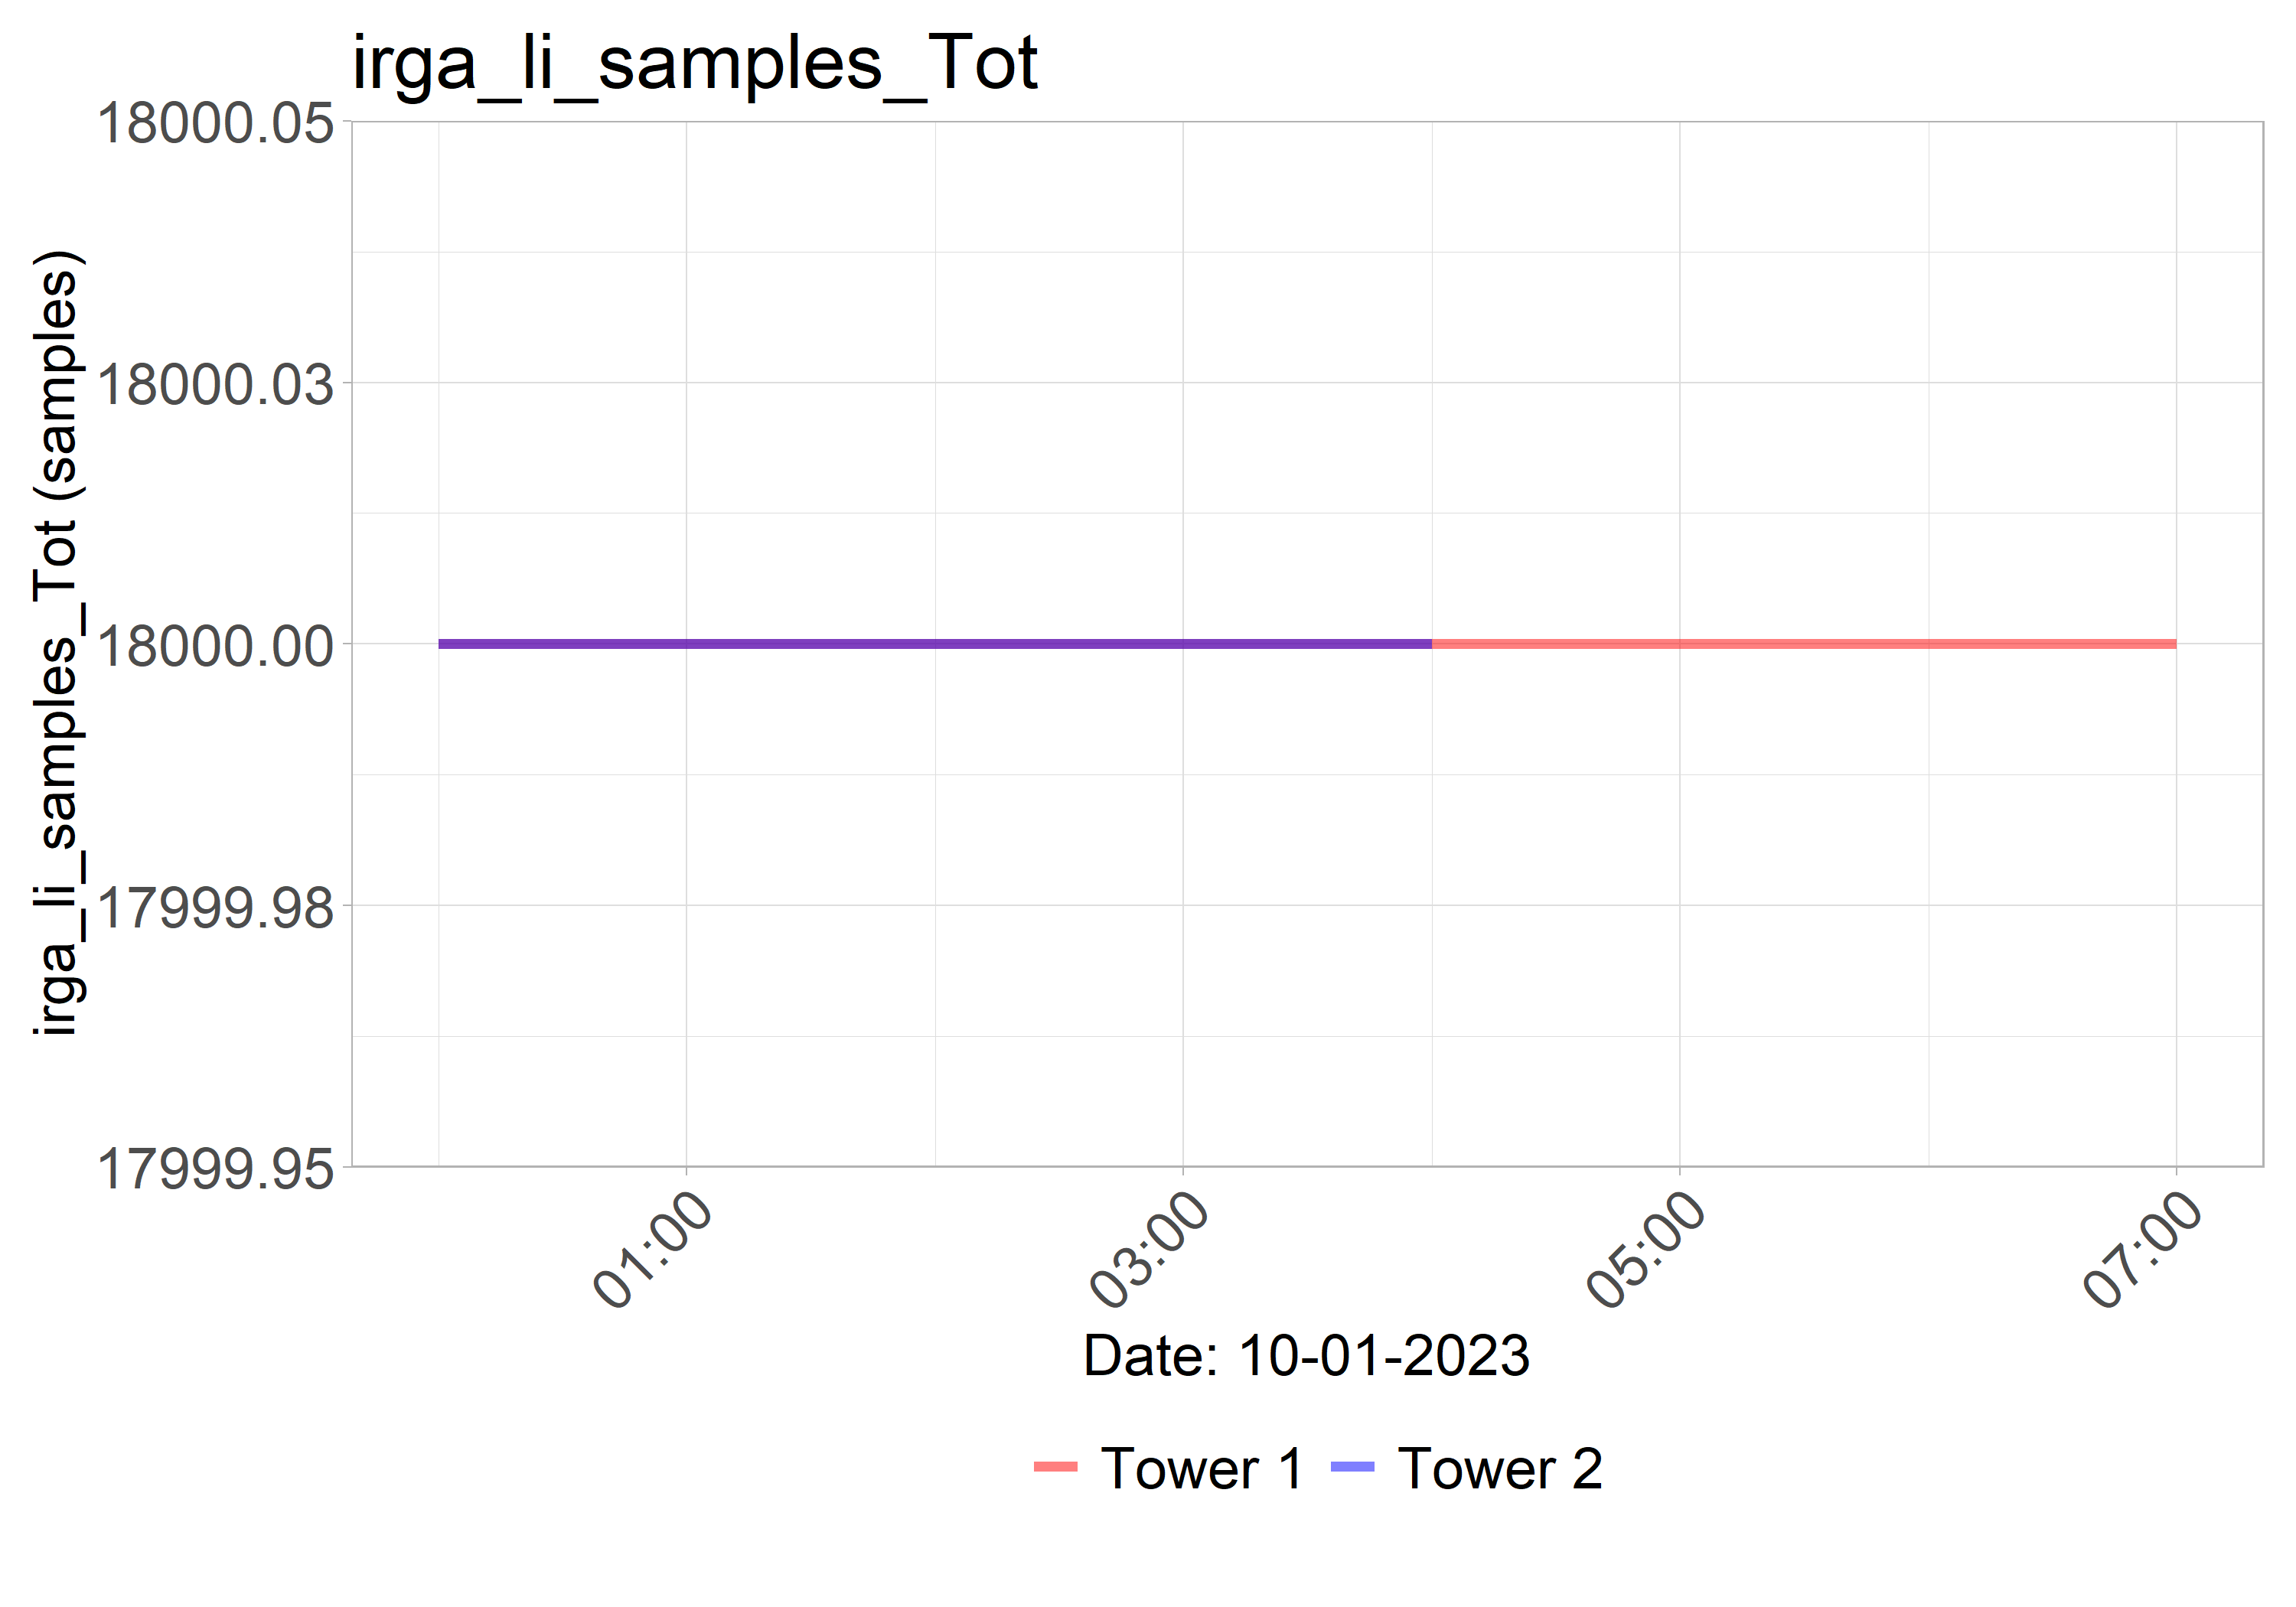 irga_li_samples_Tot
irga_li_samples_Tot (samples)
18000.05
18000.03
18000.00
17999.98
17999.95
01:00
03:00
05:00
07:00
Date: 10-01-2023
Tower 1
Tower 2